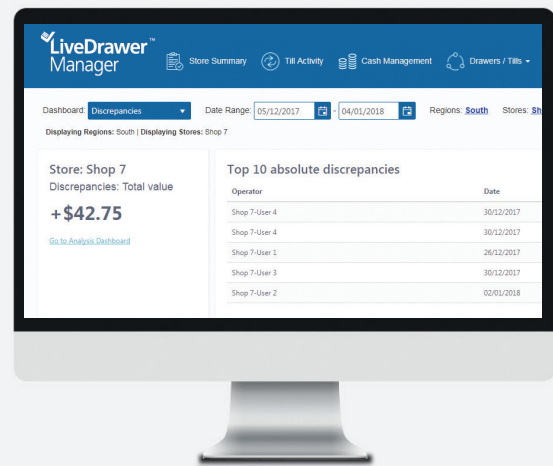 LiveDrawer™
Manager
Store Summary
Till Activity
Cash Management
Drawers / Tills
Dashboard: Discrepancies
Date Range: 05/12/2017 - 04/01/2018
Regions: South
Stores: Sh
Displaying Regions: South | Displaying Stores: Shop 7
Store: Shop 7
Discrepancies: Total value
+$42.75
Go to Analysis Dashboard
Top 10 absolute discrepancies
Operator Date
Shop 7-User 4 30/12/2017
Shop 7-User 4 30/12/2017
Shop 7-User 1 26/12/2017
Shop 7-User 3 30/12/2017
Shop 7-User 2 02/01/2018